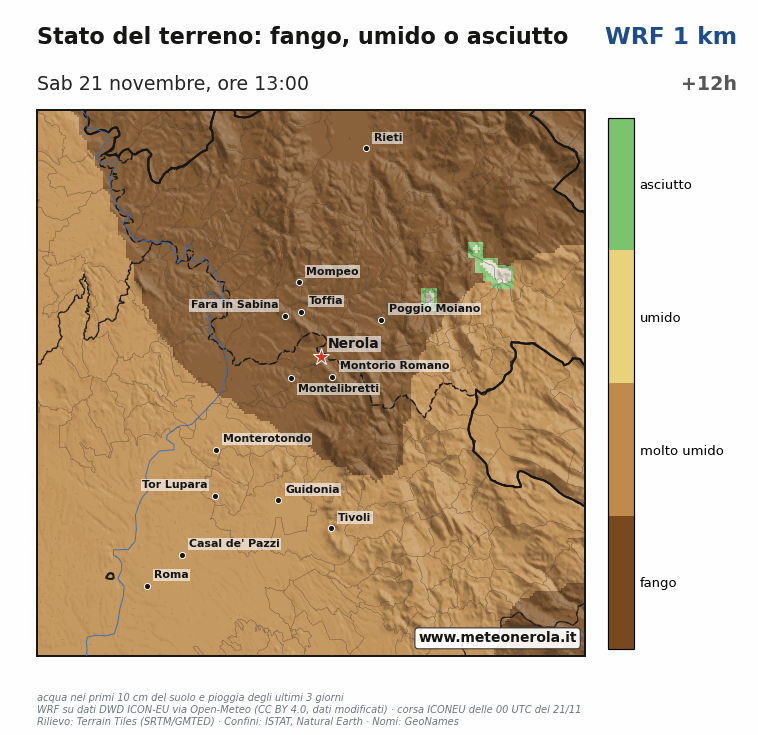 Stato del terreno: fango, umido o asciutto
WRF 1 km
Sab 21 novembre, ore 13:00
+12h
Rieti
asciutto
Mompeo
Fara in Sabina
Toffia
Poggio Moiano
umido
Nerola
Montorio Romano
Montelibretti
Monterotondo
molto umido
Tor Lupara
Guidonia
Tivoli
Casal de' Pazzi
Roma
fango
www.meteonerola.it
acqua nei primi 10 cm del suolo e pioggia degli ultimi 3 giorni
WRF su dati DWD ICON-EU via Open-Meteo (CC BY 4.0, dati modificati) · corsa ICONEU delle 00 UTC del 21/11
Rilievo: Terrain Tiles (SRTM/GMTED) · Confini: ISTAT, Natural Earth · Nomi: GeoNames